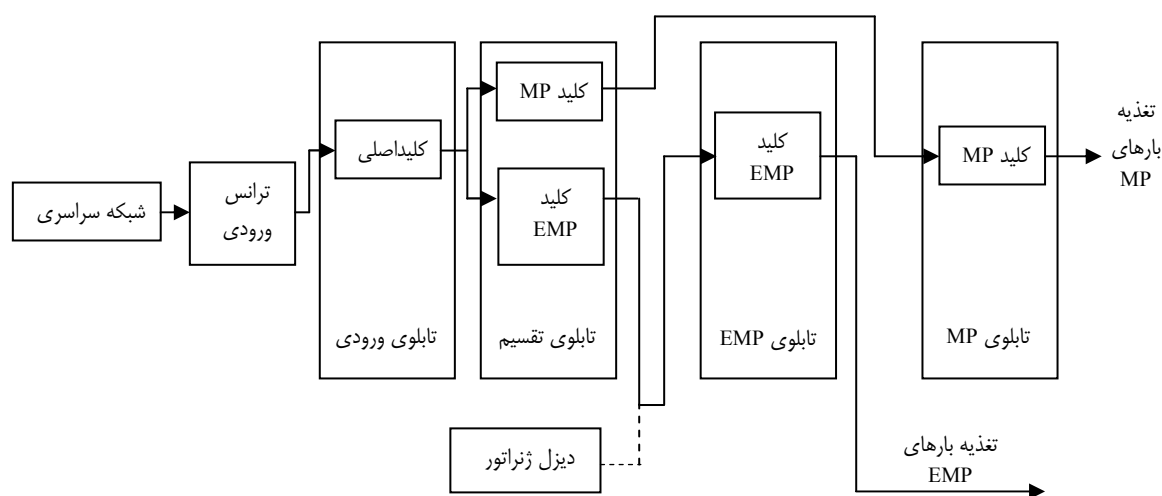 شبکه سراسری
ترانس
ورودی
کلیداصلی
تابلوی ورودی
کلید MP
کلید
EMP
تابلوی تقسیم
دیزل ژنراتور
کلید
EMP
تابلوی EMP
کلید MP
تابلوی MP
تغذیه
بارهای
MP
تغذیه بارهای
EMP